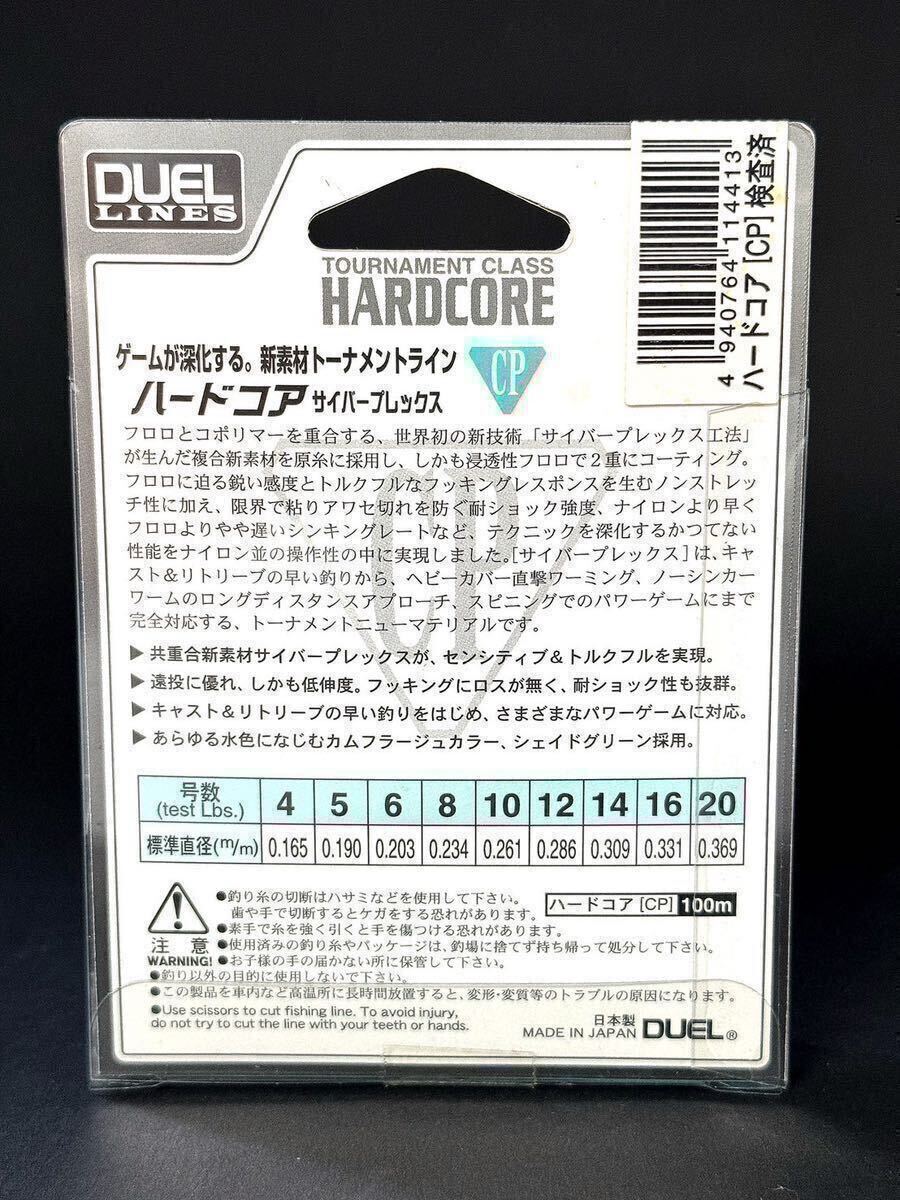 DUEL
LINES
TOURNAMENT CLASS
HARDCORE
4 940764 114413
ハードコア [CP] 検査済
ゲームが深化する。新素材トーナメントライン
ハードコア サイバープレックス
CP
フロロとコポリマーを重合する、世界初の新技術「サイバープレックス工法」
が生んだ複合新素材を原糸に採用し、しかも浸透性フロロで2重にコーティング。
フロロに迫る鋭い感度とトルクフルなフッキングレスポンスを生むノンストレッ
チ性に加え、限界で粘りアワセ切れを防ぐ耐ショック強度、ナイロンより早く
フロロよりやや遅いシンキングレートなど、テクニックを深化するかつてない
性能をナイロン並の操作性の中に実現しました。[サイバープレックス]は、キャ
スト&リトリーブの早い釣りから、ヘビーカバー直撃ワーミング、ノーシンカー
ワームのロングディスタンスアプローチ、スピニングでのパワーゲームにまで
完全対応する、トーナメントニューマテリアルです。
CP
▶共重合新素材サイバープレックスが、センシティブ&トルクフルを実現。
▶遠投に優れ、しかも低伸度。フッキングにロスが無く、耐ショック性も抜群。
▶キャスト&リトリーブの早い釣りをはじめ、さまざまなパワーゲームに対応。
▶あらゆる水色になじむカムフラージュカラー、シェイドグリーン採用。
号数 (test Lbs.) 4 5 6 8 10 12 14 16 20
標準直径(m/m) 0.165 0.190 0.203 0.234 0.261 0.286 0.309 0.331 0.369
注意
WARNING!
●釣り糸の切断はハサミなどを使用して下さい。
歯や手で切断するとケガをする恐れがあります。
ハードコア [CP] 100m
●素手で糸を強く引くと手を傷つける恐れがあります。
●使用済みの釣り糸やパッケージは、釣場に捨てず持ち帰って処分して下さい。
●お子様の手の届かない所に保管して下さい。
●釣り以外の目的に使用しないで下さい。
●この製品を車内など高温所に長時間放置すると、変形・変質等のトラブルの原因になります。
●Use scissors to cut fishing line. To avoid injury,
do not try to cut the line with your teeth or hands.
日本製
MADE IN JAPAN DUEL®